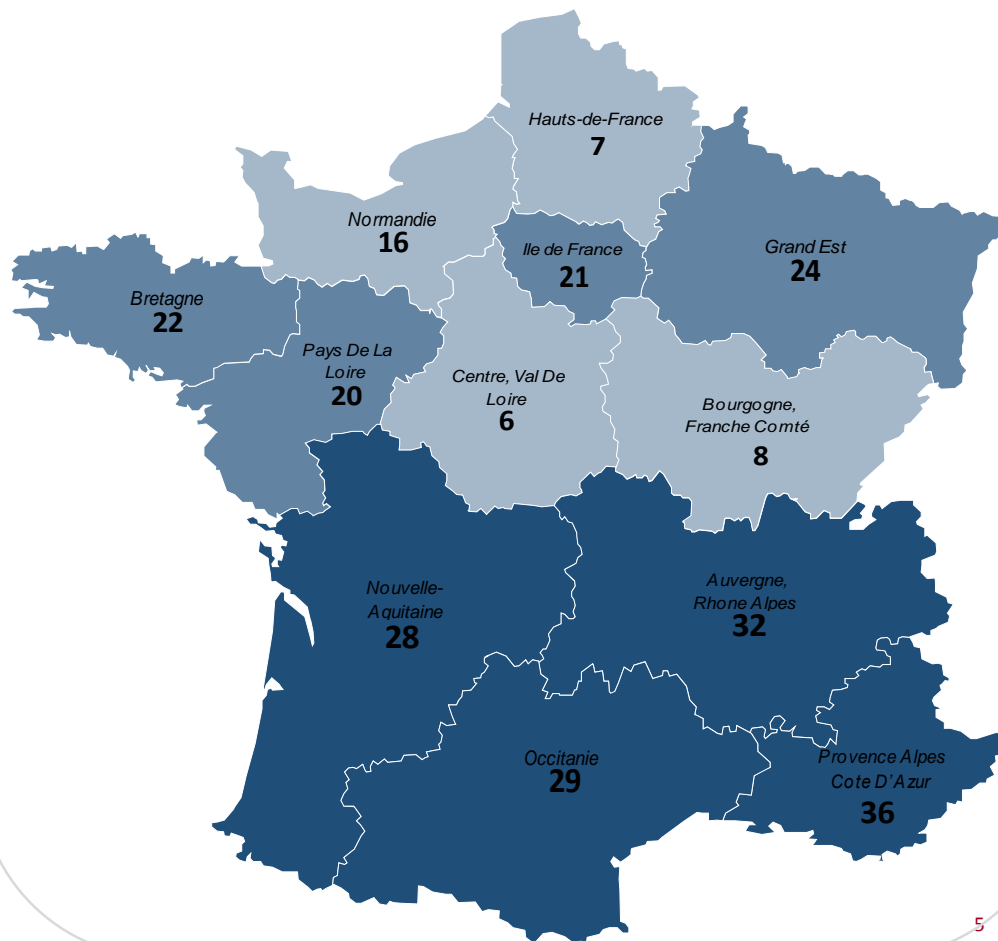 Hauts-de-France
7
Normandie
16
Ile de France
21
Grand Est
24
Bretagne
22
Pays De La
Loire
20
Centre, Val De
Loire
6
Bourgogne,
Franche Comté
8
Nouvelle-
Aquitaine
28
Auvergne,
Rhone Alpes
32
Occitanie
29
Provence Alpes
Cote D'Azur
36
5